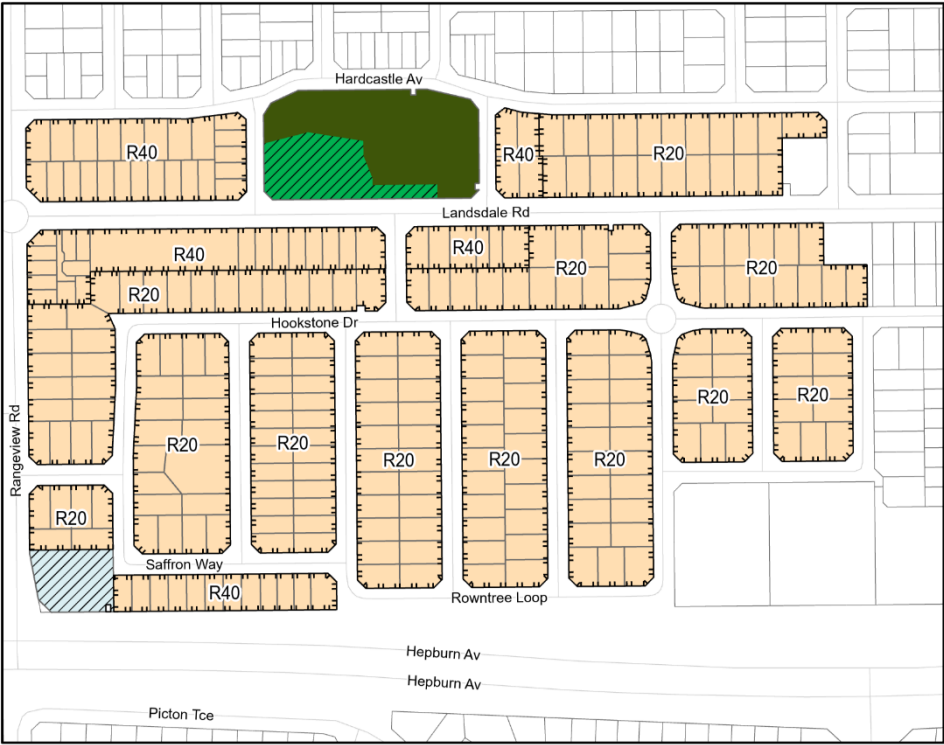 Hardcastle Av
R40
R40
R20
Landsdale Rd
R40
R40
R20
R20
R20
Hookstone Dr
R20
R20
R20
R20
R20
R20
R20
Rangeview Rd
R20
Saffron Way
R40
Rowntree Loop
Hepburn Av
Hepburn Av
Picton Tce